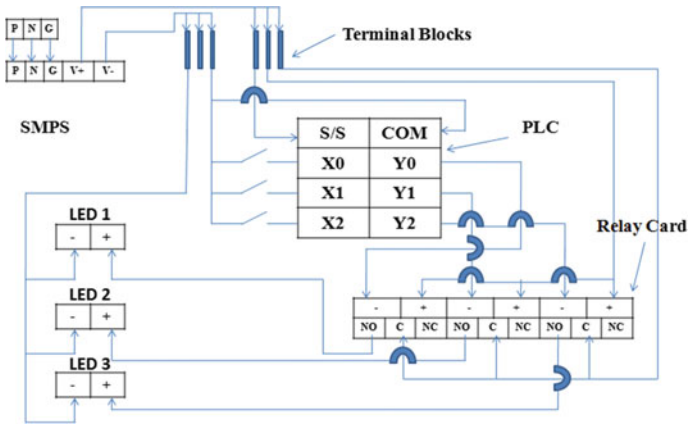 P N G
P N G V+ V-
Terminal Blocks
SMPS
S/S COM
PLC
X0 Y0
X1 Y1
X2 Y2
LED 1
- +
Relay Card
LED 2
- +
- + - + - +
NO C NC NO C NC NO C NC
LED 3
- +